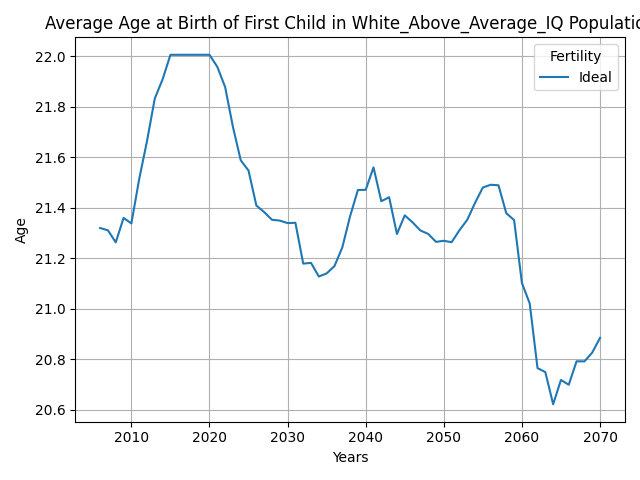 Average Age at Birth of First Child in White_Above_Average_IQ Populatio
Fertility
Ideal
22.0
21.8
21.6
21.4
21.2
21.0
20.8
20.6
Age
2010 2020 2030 2040 2050 2060 2070
Years